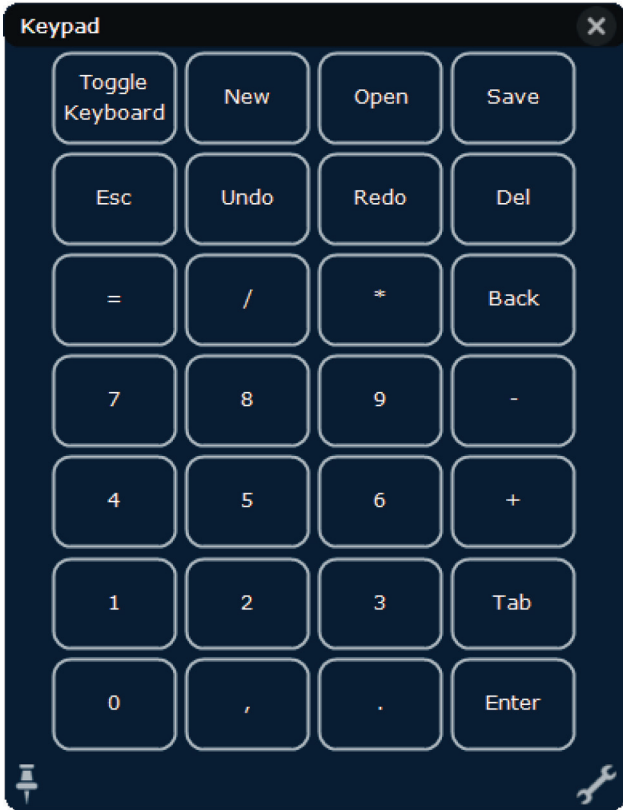 Keypad
Toggle
Keyboard
New
Open
Save
Esc
Undo
Redo
Del
=
/
*
Back
7
8
9
-
4
5
6
+
1
2
3
Tab
0
,
.
Enter